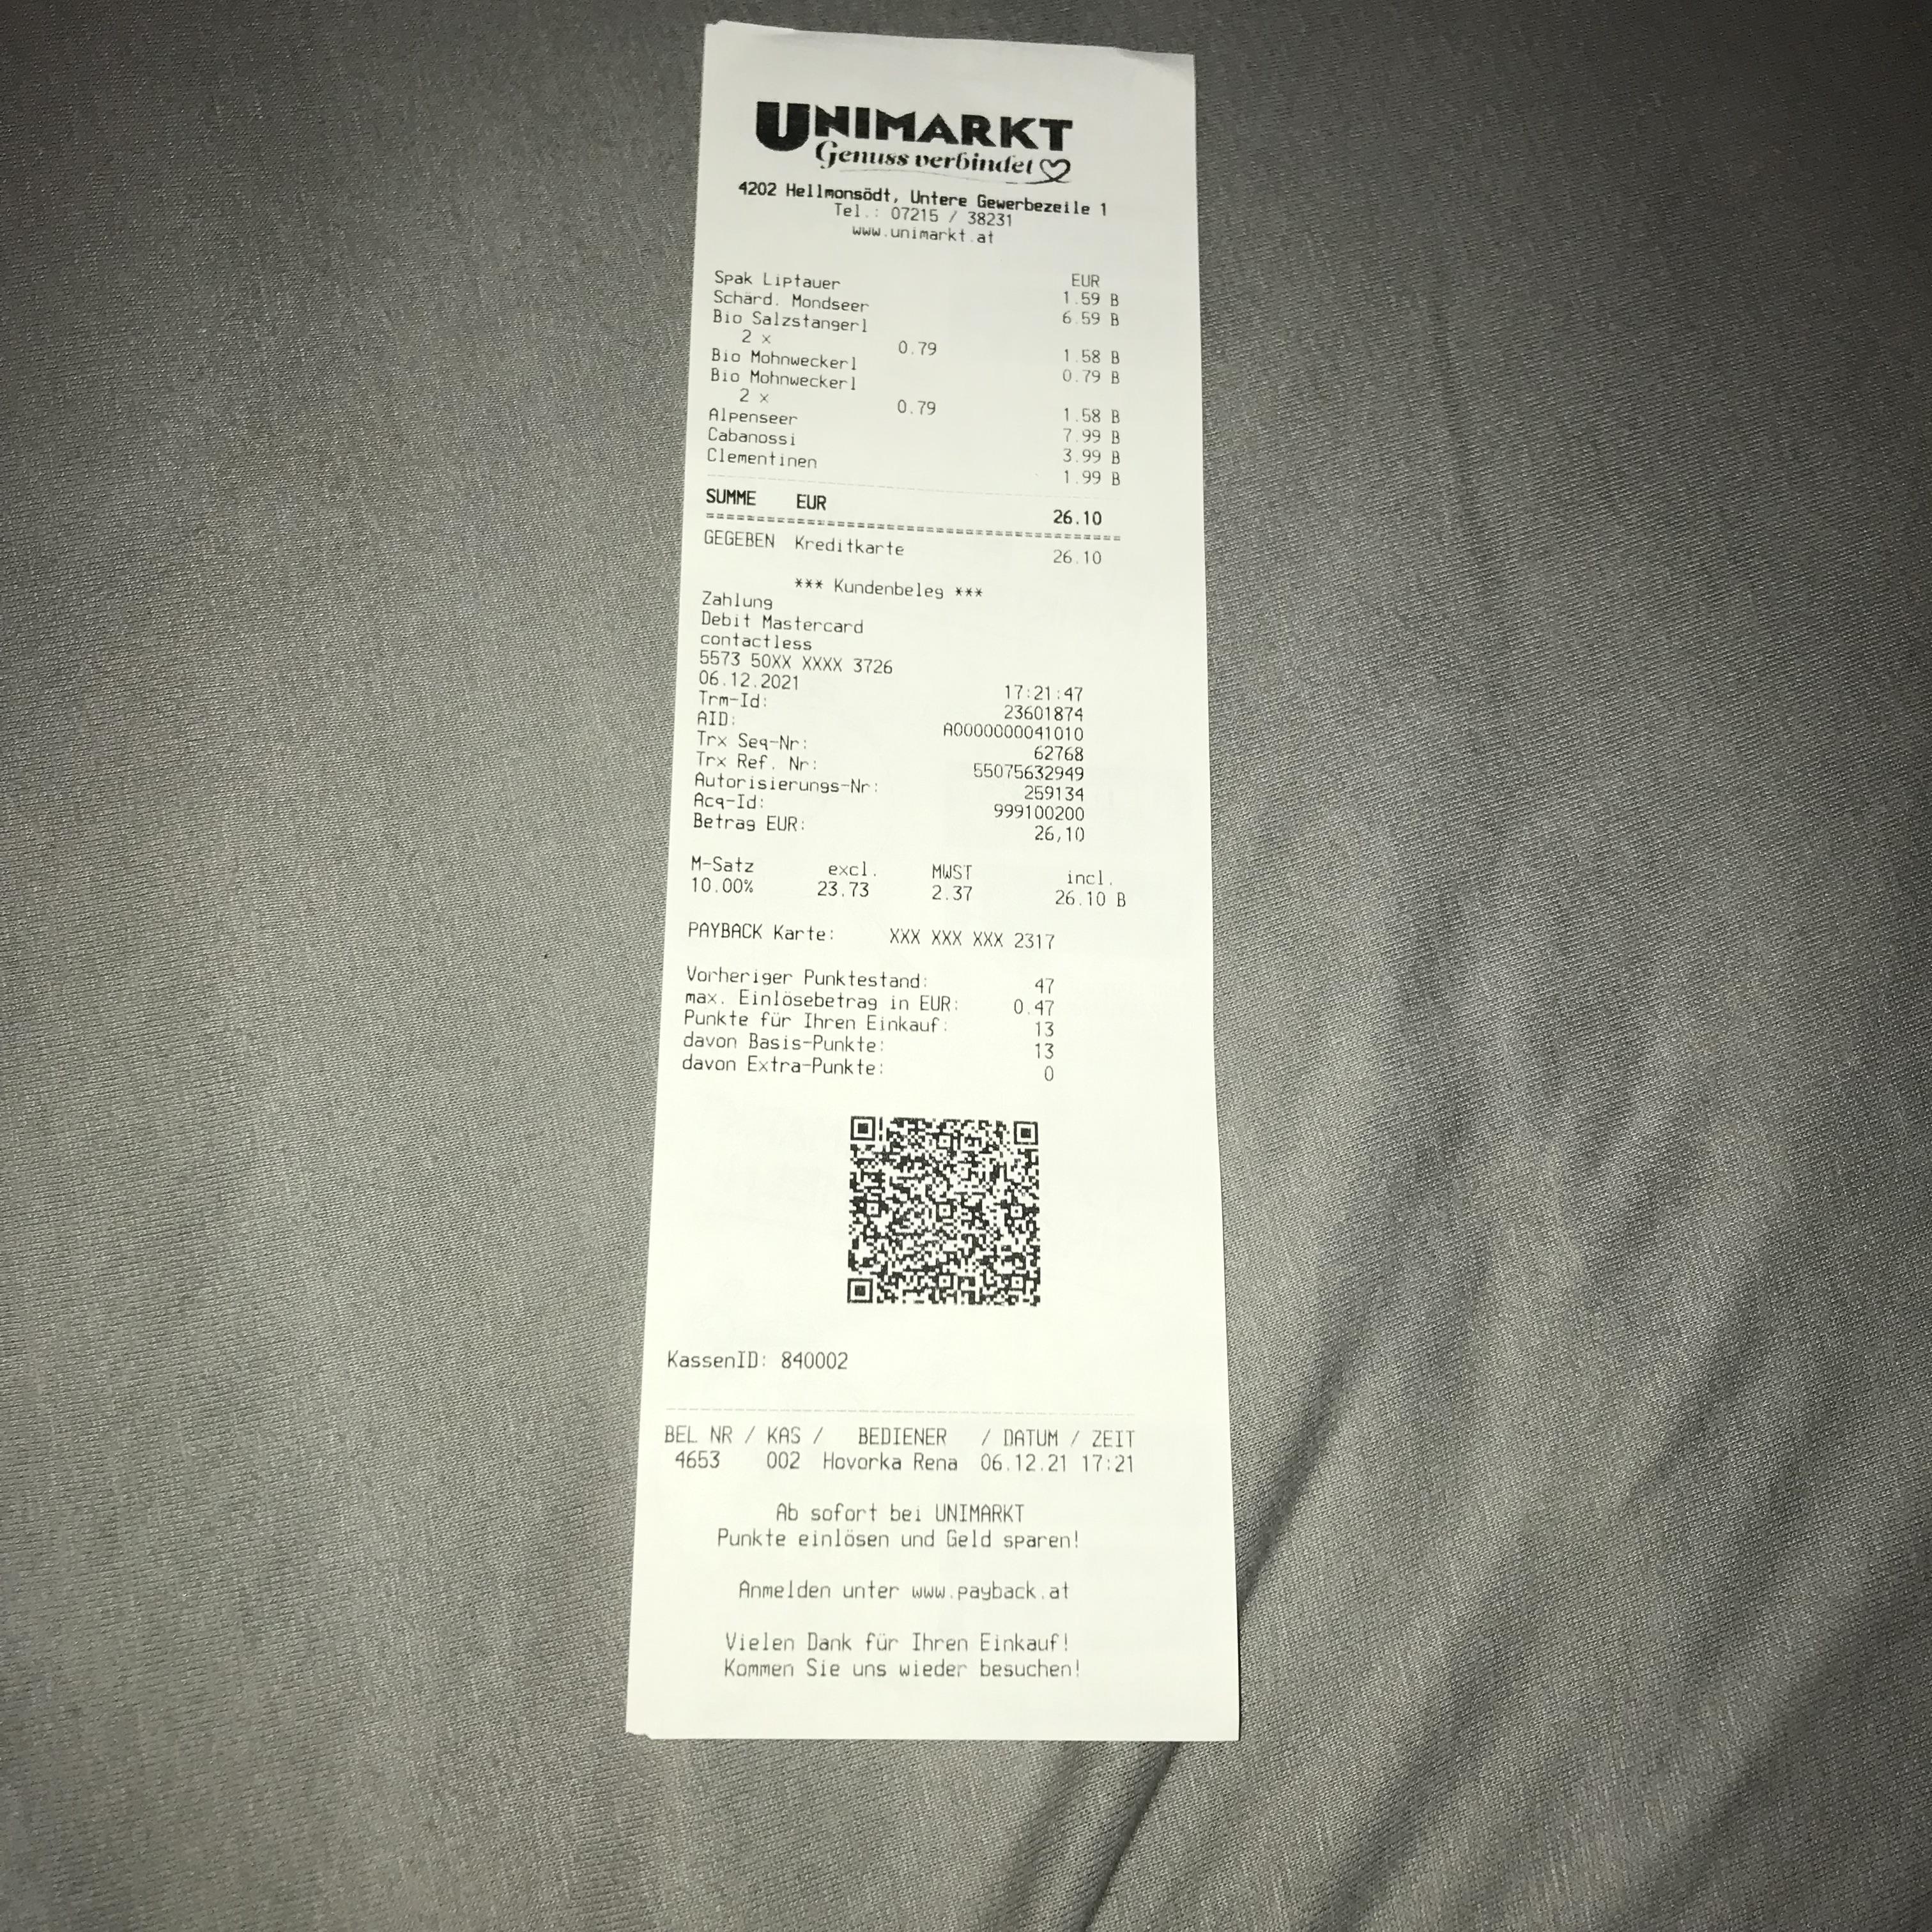 UNIMARKT
Genuss verbindet
4202 Hellmonsödt, Untere Gewerbezeile 1
Tel.: 07215 / 38231
www.unimarkt.at
EUR
Spak Liptauer 1.59 B
Schärd. Mondseer 6.59 B
Bio Salzstangerl
2 x 0.79 1.58 B
Bio Mohnweckerl 0.79 B
Bio Mohnweckerl
2 x 0.79 1.58 B
Alpenseer 7.99 B
Cabanossi 3.99 B
Clementinen 1.99 B
SUMME EUR 26.10
========================================
GEGEBEN Kreditkarte 26.10
*** Kundenbeleg ***
Zahlung
Debit Mastercard
contactless
5573 50XX XXXX 3726
06.12.2021 17:21:47
Trm-Id: 23601874
AID: A0000000041010
Trx Seq-Nr: 62768
Trx Ref. Nr: 55075632949
Autorisierungs-Nr: 259134
Acq-Id: 999100200
Betrag EUR: 26,10
M-Satz excl. MWST incl.
10.00% 23.73 2.37 26.10 B
PAYBACK Karte: XXX XXX XXX 2317
Vorheriger Punktestand: 47
max. Einlösebetrag in EUR: 0.47
Punkte für Ihren Einkauf: 13
davon Basis-Punkte: 13
davon Extra-Punkte: 0
KassenID: 840002
BEL NR / KAS / BEDIENER / DATUM / ZEIT
4653 002 Hovorka Rena 06.12.21 17:21
Ab sofort bei UNIMARKT
Punkte einlösen und Geld sparen!
Anmelden unter www.payback.at
Vielen Dank für Ihren Einkauf!
Kommen Sie uns wieder besuchen!